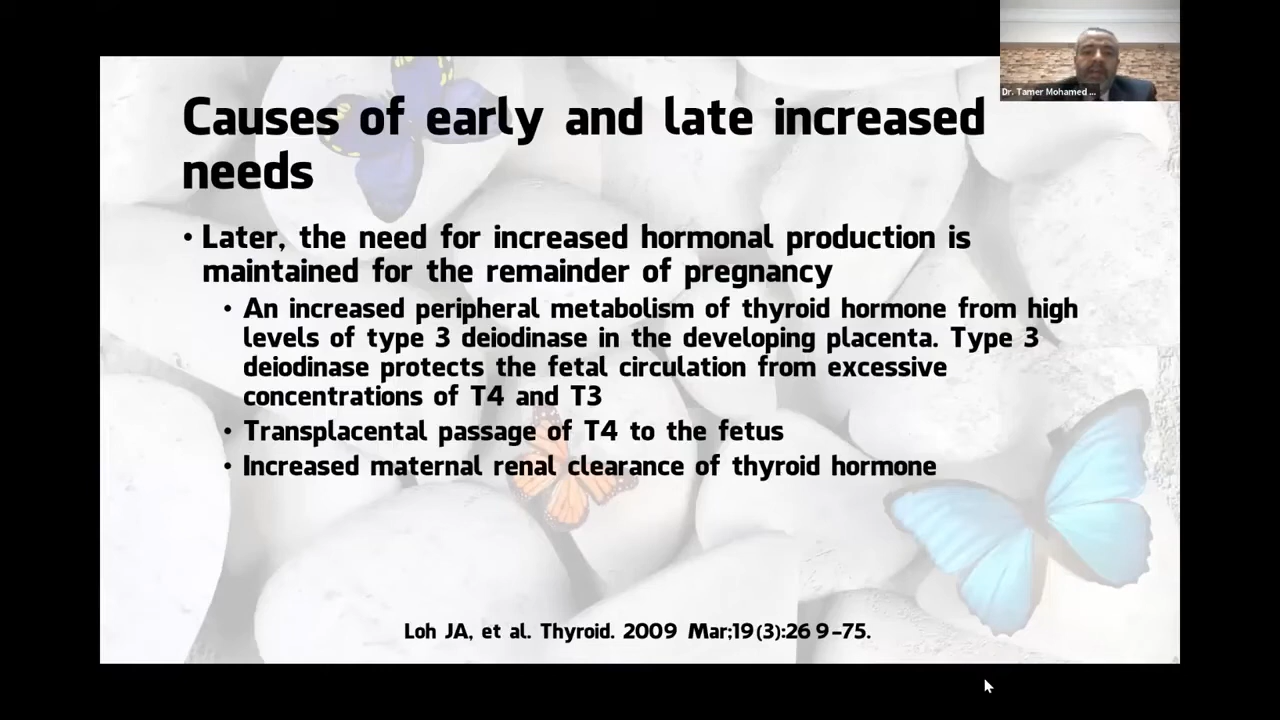 Dr. Tamer Mohamed ...
Causes of early and late increased
needs
• Later, the need for increased hormonal production is
maintained for the remainder of pregnancy
• An increased peripheral metabolism of thyroid hormone from high
levels of type 3 deiodinase in the developing placenta. Type 3
deiodinase protects the fetal circulation from excessive
concentrations of T4 and T3
• Transplacental passage of T4 to the fetus
• Increased maternal renal clearance of thyroid hormone
Loh JA, et al. Thyroid. 2009 Mar;19(3):26 9-75.